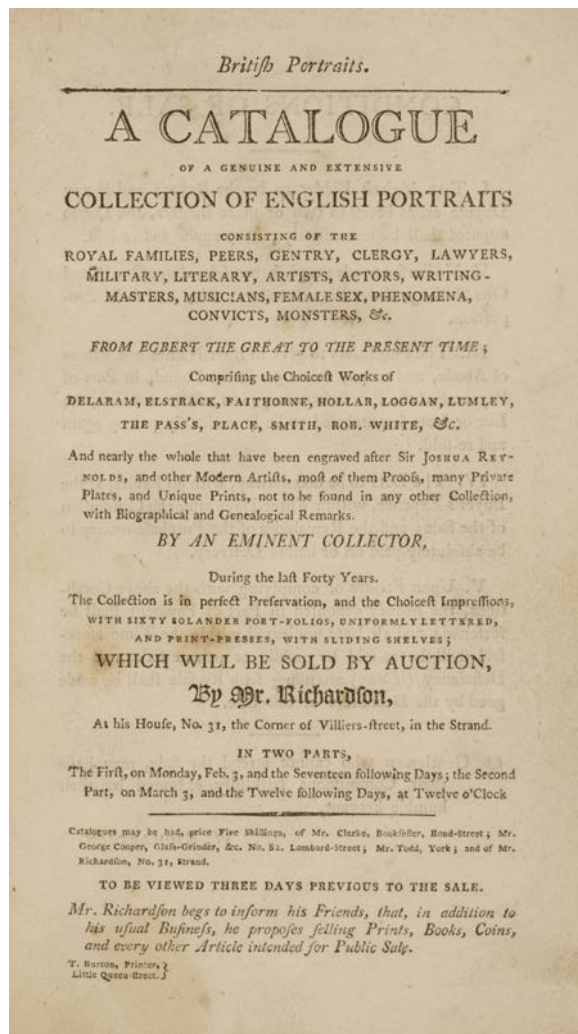 Britiſh Portraits.
A CATALOGUE
OF A GENUINE AND EXTENSIVE
COLLECTION OF ENGLISH PORTRAITS
CONSISTING OF THE
ROYAL FAMILIES, PEERS, GENTRY, CLERGY, LAWYERS,
MILITARY, LITERARY, ARTISTS, ACTORS, WRITING-
MASTERS, MUSICIANS, FEMALE SEX, PHENOMENA,
CONVICTS, MONSTERS, &c.
FROM EGBERT THE GREAT TO THE PRESENT TIME;
Compriſing the Choiceſt Works of
DELARAM, ELSTRACK, FAITHORNE, HOLLAR, LOGGAN, LUMLEY,
THE PASS'S, PLACE, SMITH, ROB. WHITE, &c.
And nearly the whole that have been engraved after Sir JOSHUA REY-
NOLDS, and other Modern Artiſts, moſt of them Proofs, many Private
Plates, and Unique Prints, not to be found in any other Collection,
with Biographical and Genealogical Remarks.
BY AN EMINENT COLLECTOR,
During the laſt Forty Years.
The Collection is in perfect Preſervation, and the Choiceſt Impreſſions,
WITH SIXTY SOLANDER PORT-FOLIOS, UNIFORMLY LETTERED,
AND PRINT-PRESSES, WITH SLIDING SHELVES;
WHICH WILL BE SOLD BY AUCTION,
By Mr. Richardſon,
At his Houſe, No. 31, the Corner of Villiers-ſtreet, in the Strand.
IN TWO PARTS,
The Firſt, on Monday, Feb. 3, and the Seventeen following Days; the Second
Part, on March 3, and the Twelve following Days, at Twelve o'Clock
Catalogues may be had, price Five Shillings, of Mr. Clarke, Bookſeller, Bond-Street; Mr.
George Cooper, Glaſs-Grinder, &c. No. 82. Lombard-Street; Mr. Todd, York; and of Mr.
Richardſon, No. 31, Strand.
TO BE VIEWED THREE DAYS PREVIOUS TO THE SALE.
Mr. Richardſon begs to inform his Friends, that, in addition to
his uſual Buſineſs, he propoſes ſelling Prints, Books, Coins,
and every other Article intended for Public Sale.
T. Burton, Printer,
Little Queen-ſtreet.